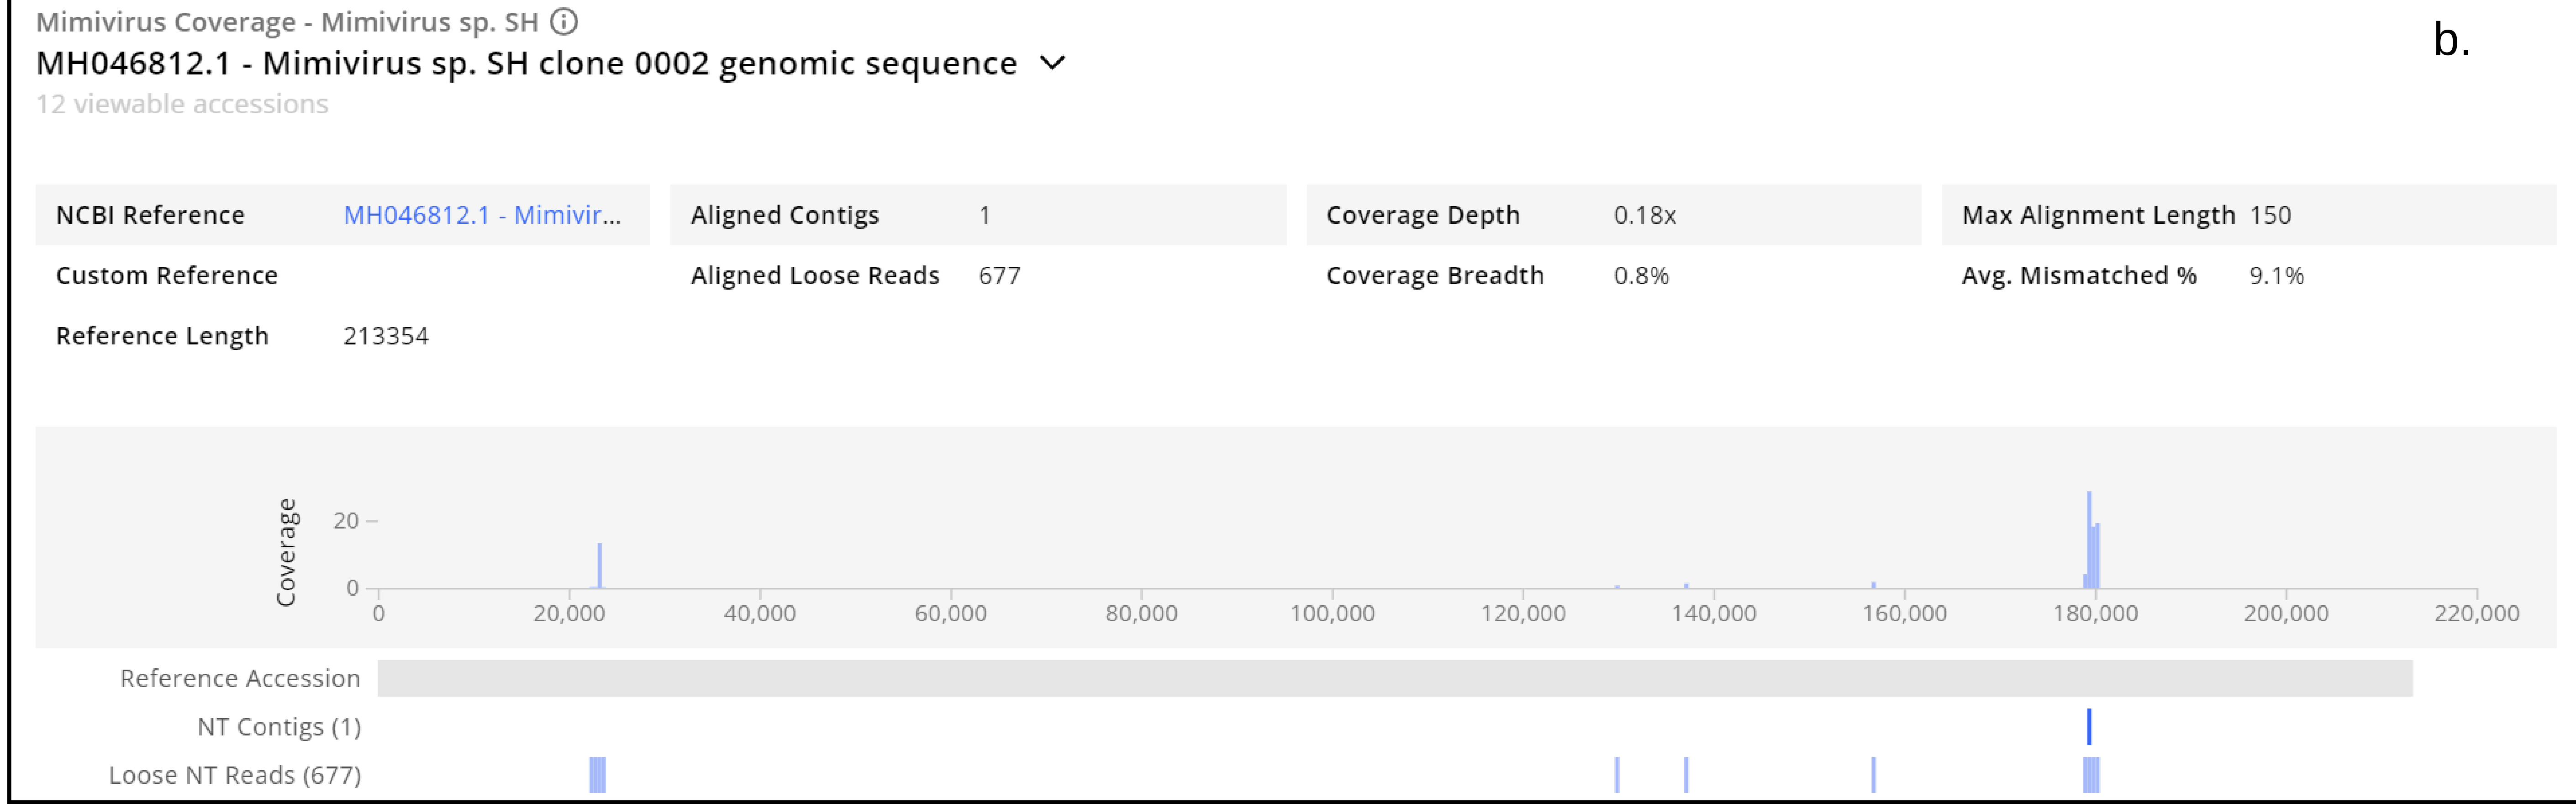 Mimivirus Coverage - Mimivirus sp. SH
b.
MH046812.1 - Mimivirus sp. SH clone 0002 genomic sequence
12 viewable accessions
NCBI Reference MH046812.1 - Mimivir... Aligned Contigs 1 Coverage Depth 0.18x Max Alignment Length 150
Custom Reference Aligned Loose Reads 677 Coverage Breadth 0.8% Avg. Mismatched % 9.1%
Reference Length 213354
Coverage
20
0
0 20,000 40,000 60,000 80,000 100,000 120,000 140,000 160,000 180,000 200,000 220,000
Reference Accession
NT Contigs (1)
Loose NT Reads (677)